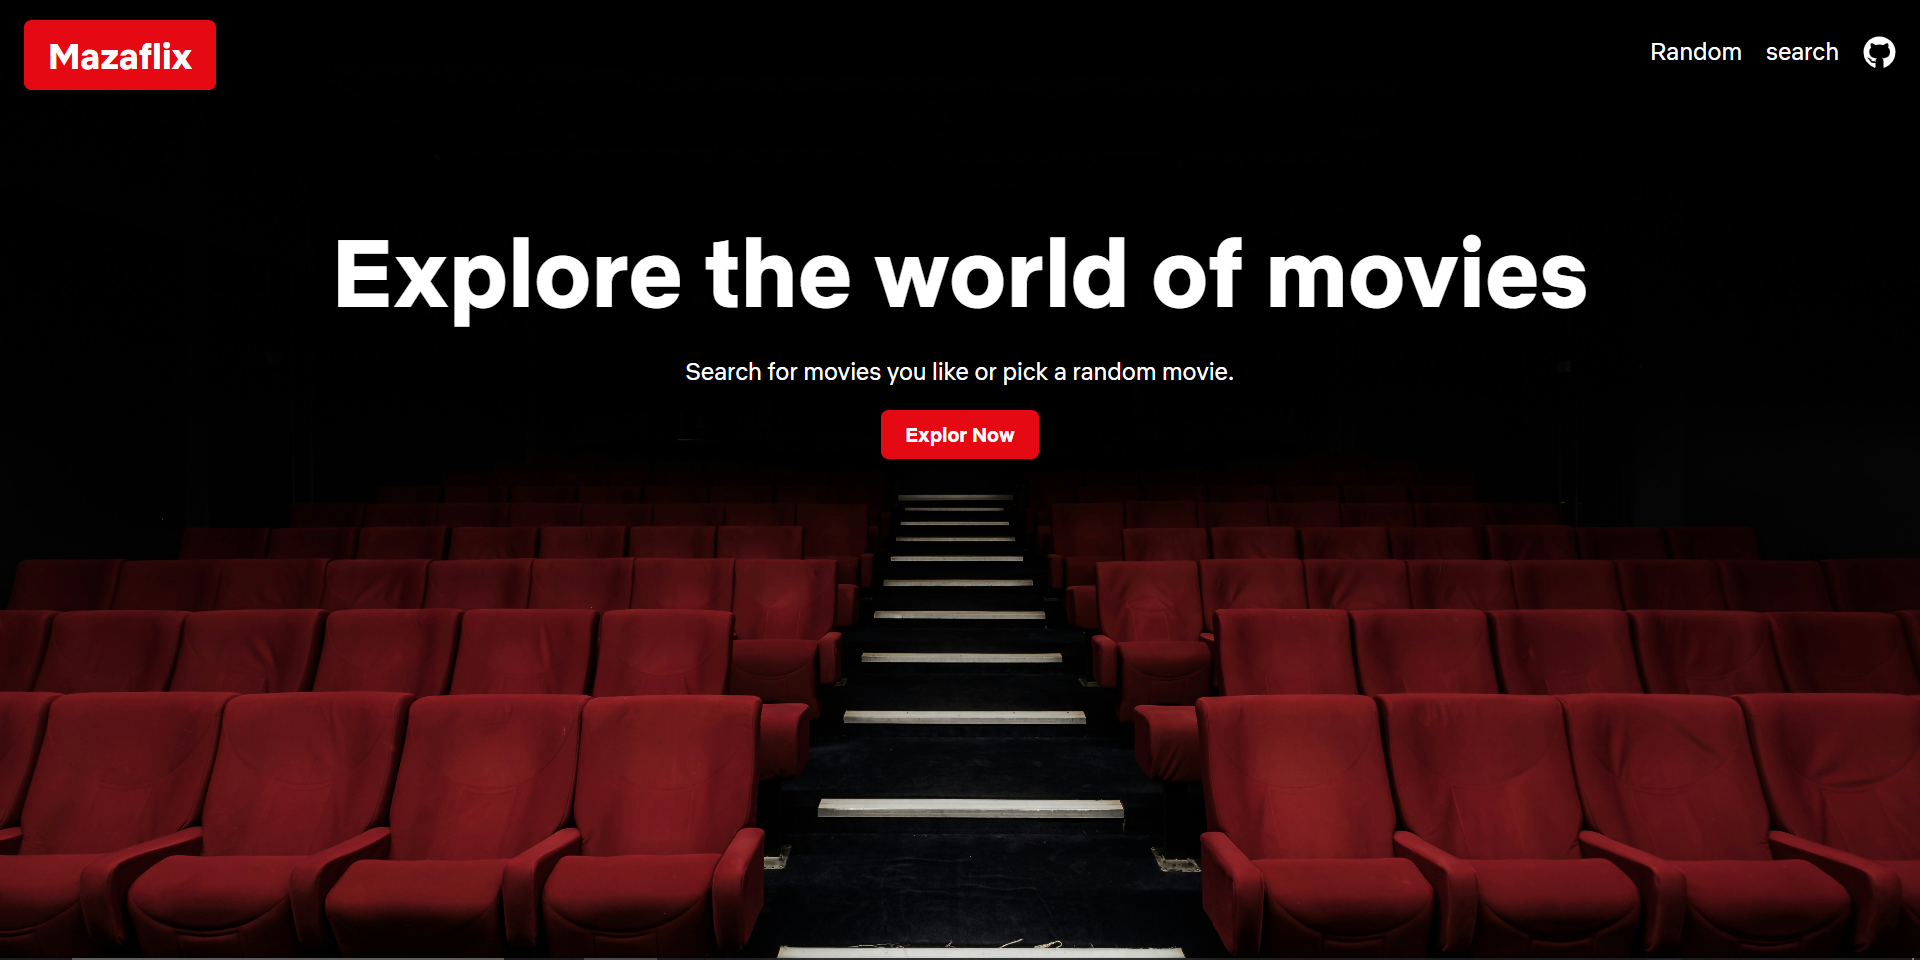 Mazaflix
Random search
Explore the world of movies
Search for movies you like or pick a random movie.
Explor Now